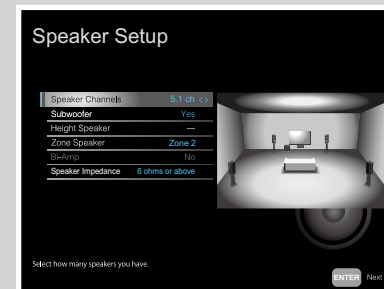 Speaker Setup
Speaker Channels 5.1 ch <>
Subwoofer Yes
Height Speaker —
Zone Speaker Zone 2
Bi-Amp No
Speaker Impedance 6 ohms or above
Select how many speakers you have.
ENTER Next